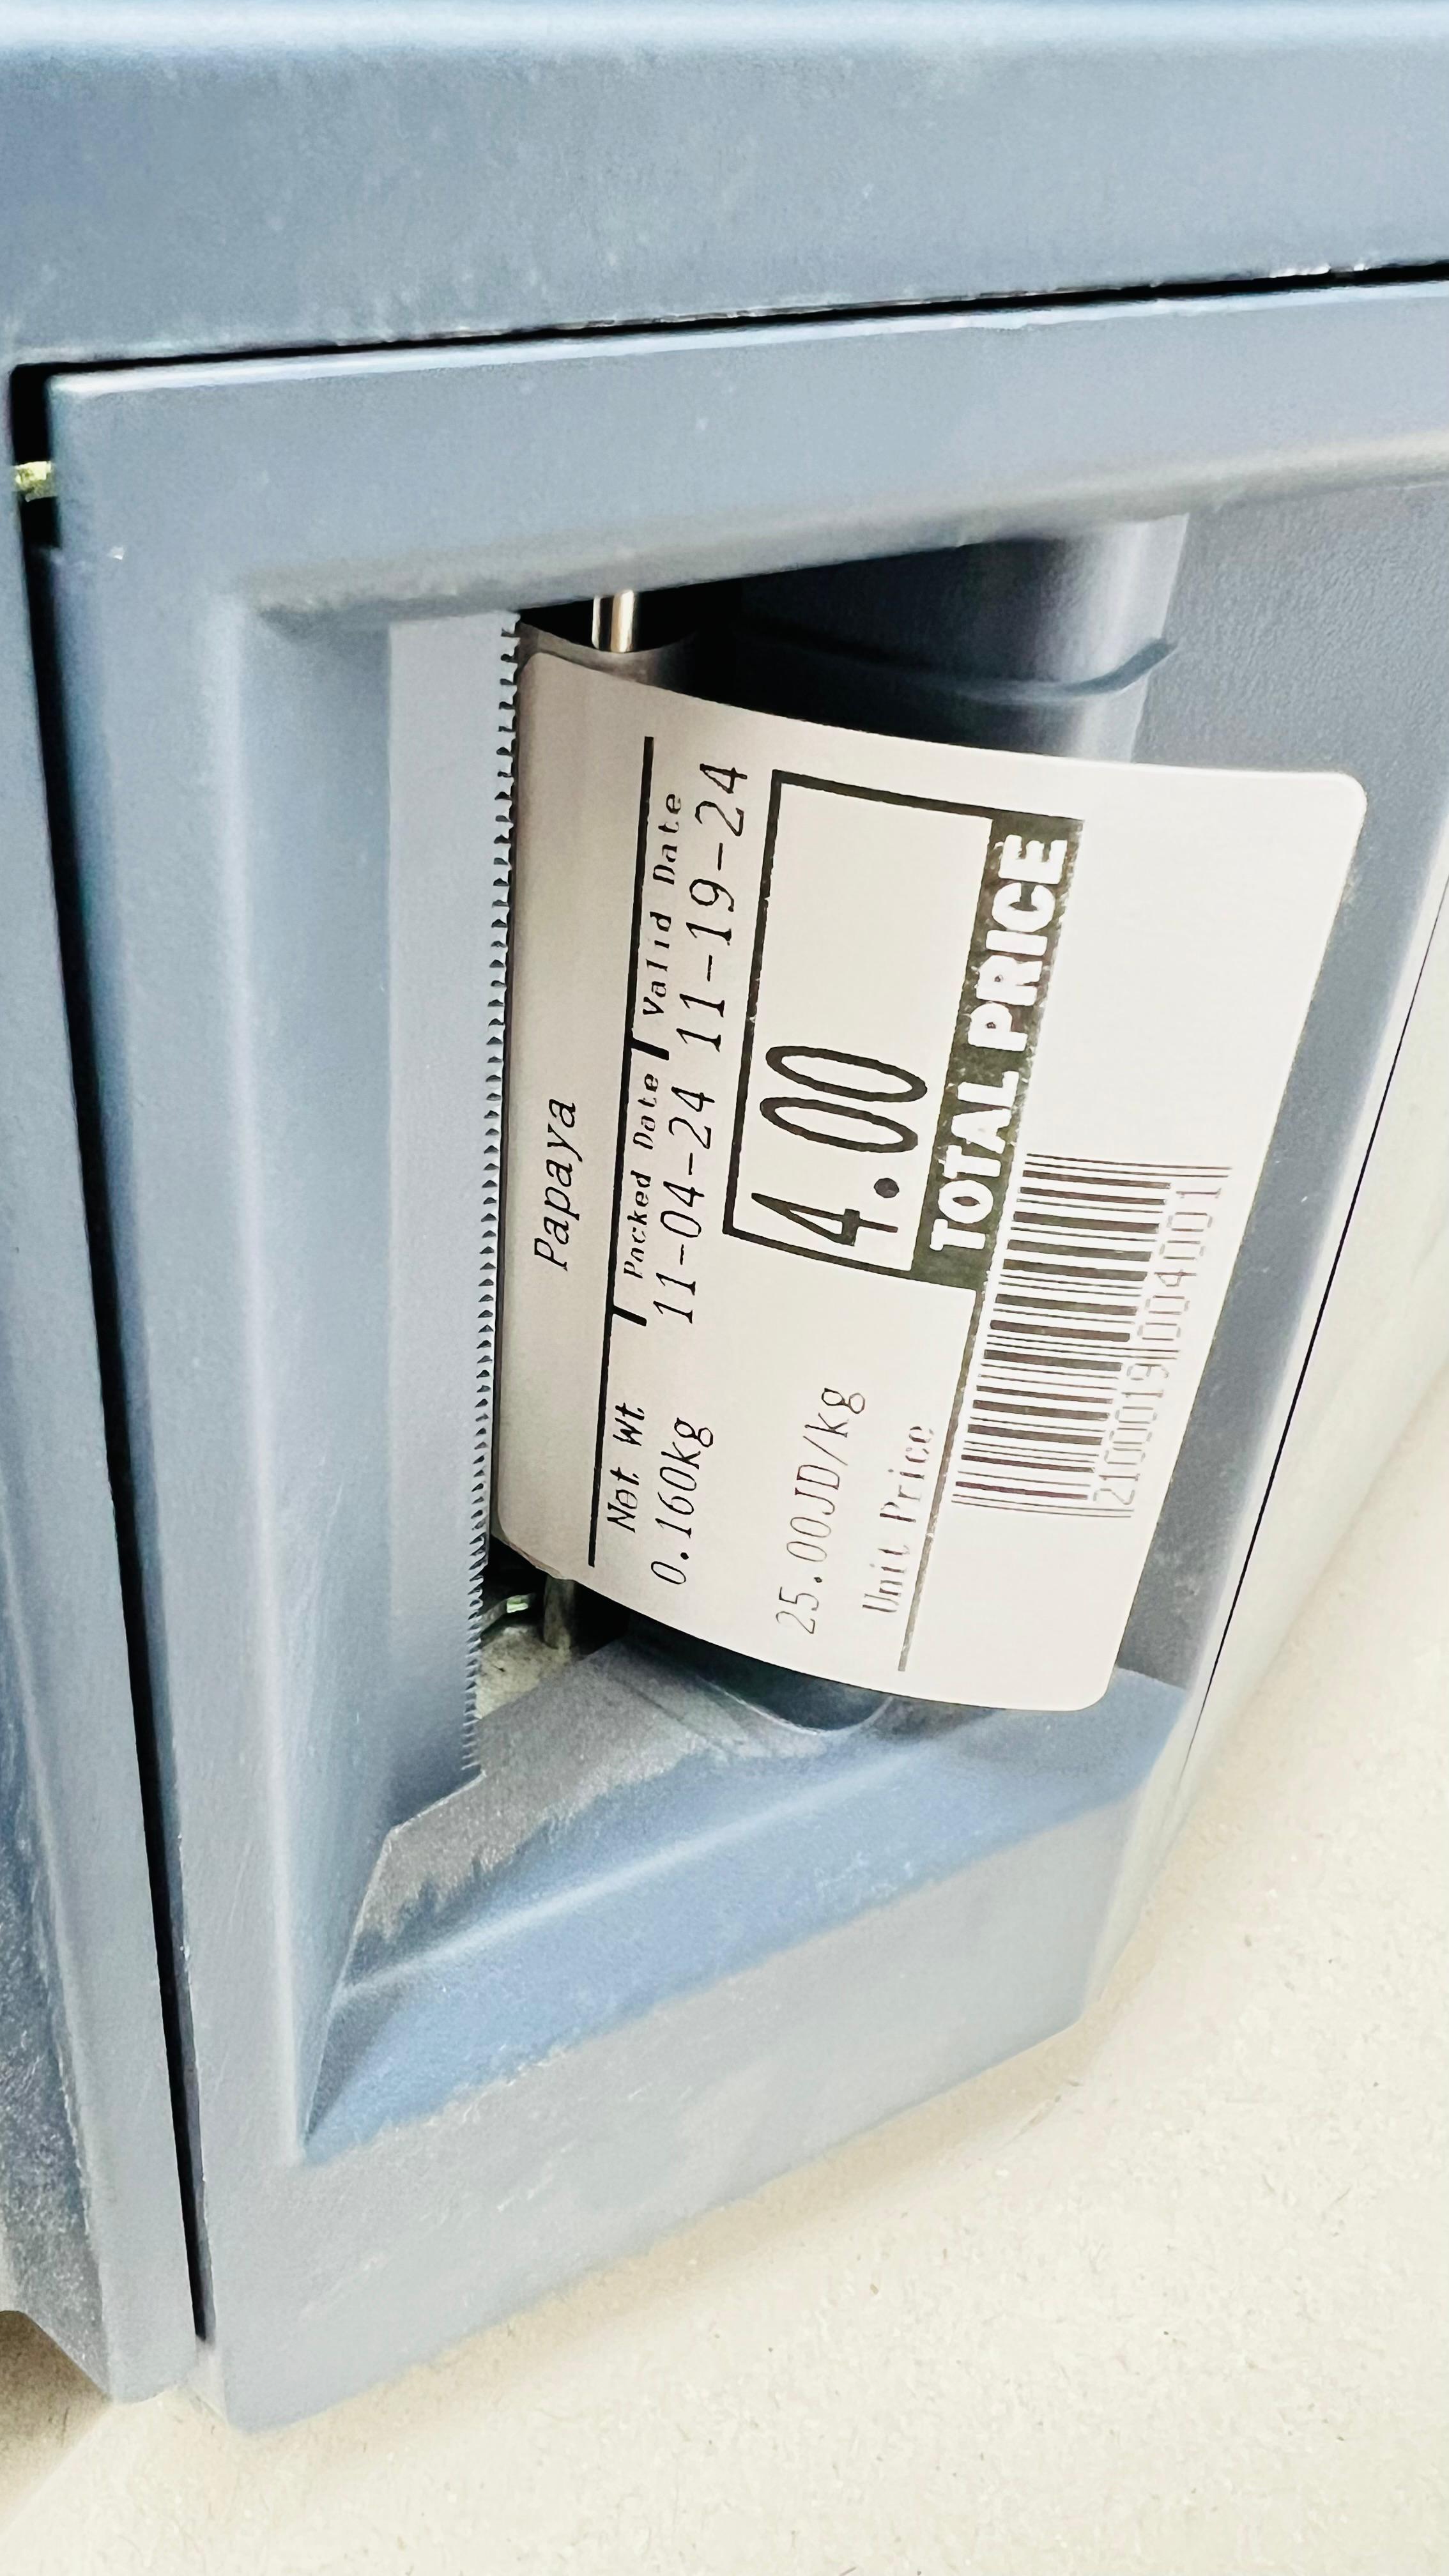 Papaya
Net Wt Packed Date Valid Date
0.160kg 11-04-24 11-19-24
25.00JD/kg 4.00
Unit Price TOTAL PRICE
2100019004001